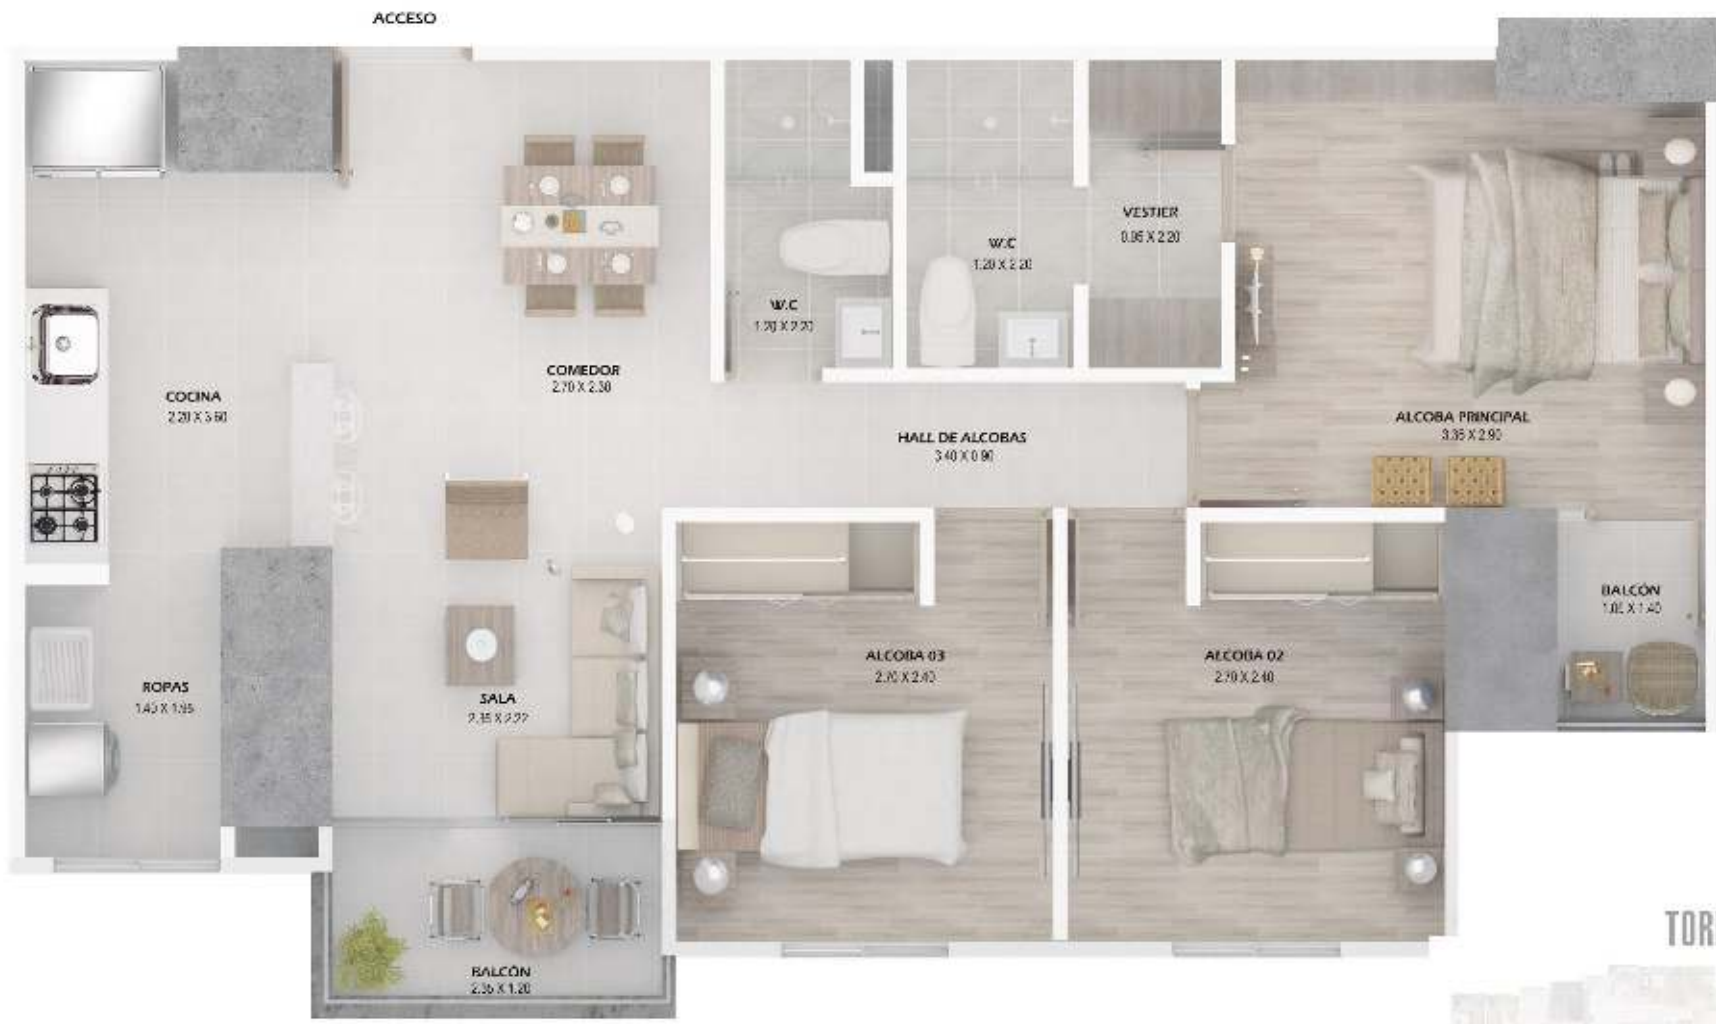 ACCESO
VESTIER
0.95 X 2.20
W.C
1.20 X 2.20
W.C
1.20 X 2.20
COMEDOR
2.70 X 2.30
COCINA
2.20 X 3.60
ALCOBA PRINCIPAL
3.35 X 2.90
HALL DE ALCOBAS
3.40 X 0.90
BALCÓN
1.05 X 1.40
ALCOBA 03
2.70 X 2.40
ALCOBA 02
2.70 X 2.40
ROPAS
1.40 X 1.95
SALA
2.35 X 2.22
TOR
BALCÓN
2.35 X 1.20